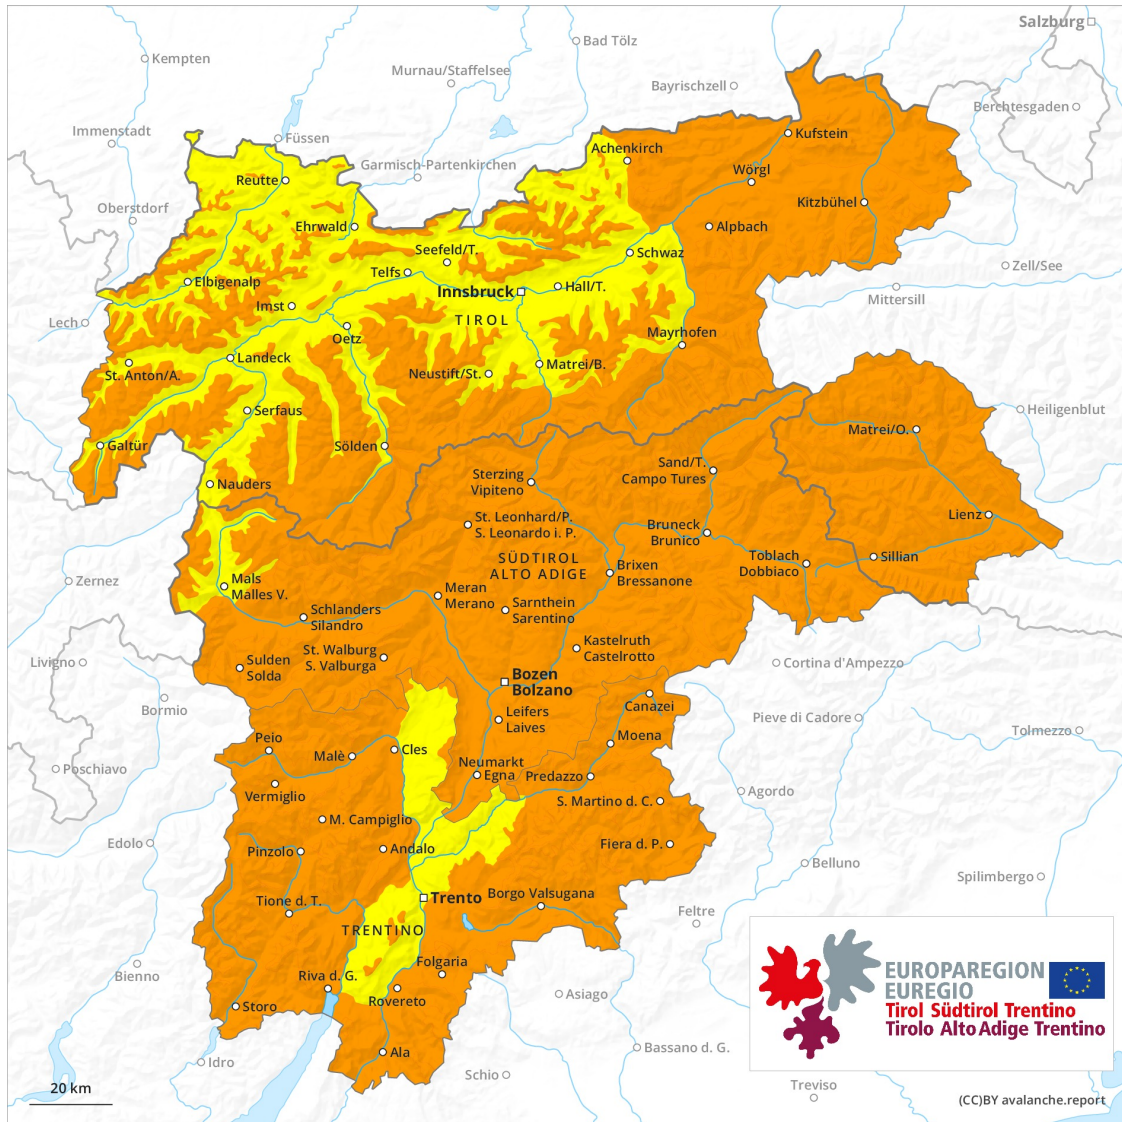 Salzburg
Bad Tölz
Kempten
Murnau/Staffelsee
Bayrischzell
Berchtesgaden
Immenstadt
Füssen
Kufstein
Achenkirch
Garmisch-Partenkirchen
Wörgl
Reutte
Oberstdorf
Kitzbühel
Ehrwald
Alpbach
Seefeld/T.
Schwaz
Telfs
Zell/See
Elbigenalp
Innsbruck
Hall/T.
Mittersill
Imst
TIROL
Lech
Oetz
Mayrhofen
Landeck
Matrei/B.
St. Anton/A.
Neustift/St.
Serfaus
Heiligenblut
Matrei/O.
Galtür
Sölden
Sand/T.
Campo Tures
Sterzing
Vipiteno
Nauders
St. Leonhard/P.
S. Leonardo i. P.
Lienz
Bruneck
Brunico
SÜDTIROL
ALTO ADIGE
Toblach
Dobbiaco
Sillian
Brixen
Bressanone
Zernez
Mals
Malles V.
Meran
Merano
Sarnthein
Sarentino
Schlanders
Silandro
Kastelruth
Castelrotto
St. Walburg
S. Valburga
Livigno
Sulden
Solda
Cortina d'Ampezzo
Bozen
Bolzano
Bormio
Canazei
Leifers
Laives
Pieve di Cadore
Tolmezzo
Peio
Moena
Cles
Malè
Neumarkt
Egna
Predazzo
Poschiavo
Vermiglio
Agordo
S. Martino d. C.
M. Campiglio
Edolo
Pinzolo
Andalo
Fiera d. P.
Belluno
Spilimbergo
Trento
Borgo Valsugana
Tione d. T.
Feltre
TRENTINO
Folgaria
Bienno
Riva d. G.
Rovereto
Asiago
Storo
EUROPAREGION
EUREGIO
Tirol Südtirol Trentino
Tirolo Alto Adige Trentino
Ala
Bassano d. G.
Idro
Schio
Treviso
20 km
(CC)BY avalanche.report